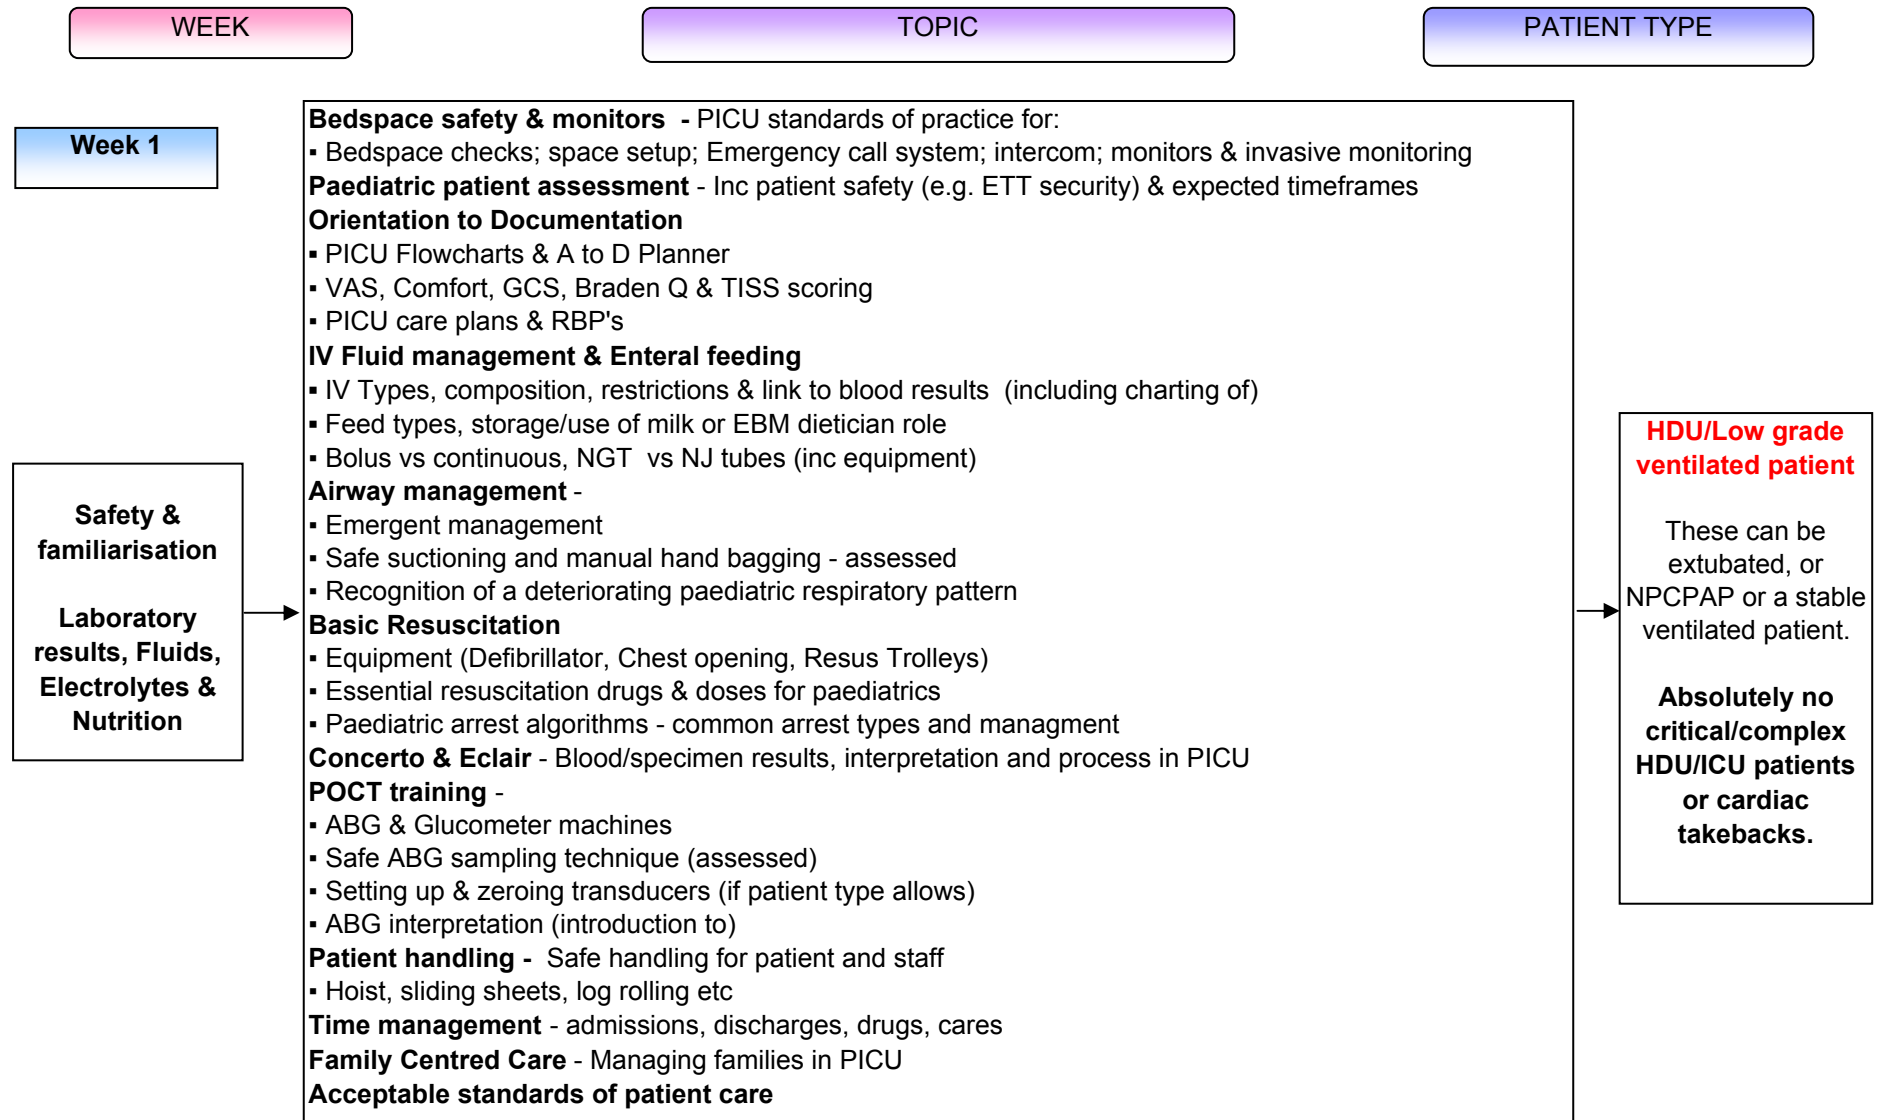 WEEK
TOPIC
PATIENT TYPE
Week 1
Safety &
familiarisation
Laboratory
results, Fluids,
Electrolytes &
Nutrition
Bedspace safety & monitors - PICU standards of practice for:
▪ Bedspace checks; space setup; Emergency call system; intercom; monitors & invasive monitoring
Paediatric patient assessment - Inc patient safety (e.g. ETT security) & expected timeframes
Orientation to Documentation
▪ PICU Flowcharts & A to D Planner
▪ VAS, Comfort, GCS, Braden Q & TISS scoring
▪ PICU care plans & RBP's
IV Fluid management & Enteral feeding
▪ IV Types, composition, restrictions & link to blood results (including charting of)
▪ Feed types, storage/use of milk or EBM dietician role
▪ Bolus vs continuous, NGT vs NJ tubes (inc equipment)
Airway management -
▪ Emergent management
▪ Safe suctioning and manual hand bagging - assessed
▪ Recognition of a deteriorating paediatric respiratory pattern
Basic Resuscitation
▪ Equipment (Defibrillator, Chest opening, Resus Trolleys)
▪ Essential resuscitation drugs & doses for paediatrics
▪ Paediatric arrest algorithms - common arrest types and managment
Concerto & Eclair - Blood/specimen results, interpretation and process in PICU
POCT training -
▪ ABG & Glucometer machines
▪ Safe ABG sampling technique (assessed)
▪ Setting up & zeroing transducers (if patient type allows)
▪ ABG interpretation (introduction to)
Patient handling - Safe handling for patient and staff
▪ Hoist, sliding sheets, log rolling etc
Time management - admissions, discharges, drugs, cares
Family Centred Care - Managing families in PICU
Acceptable standards of patient care
HDU/Low grade
ventilated patient
These can be
extubated, or
NPCPAP or a stable
ventilated patient.
Absolutely no
critical/complex
HDU/ICU patients
or cardiac
takebacks.